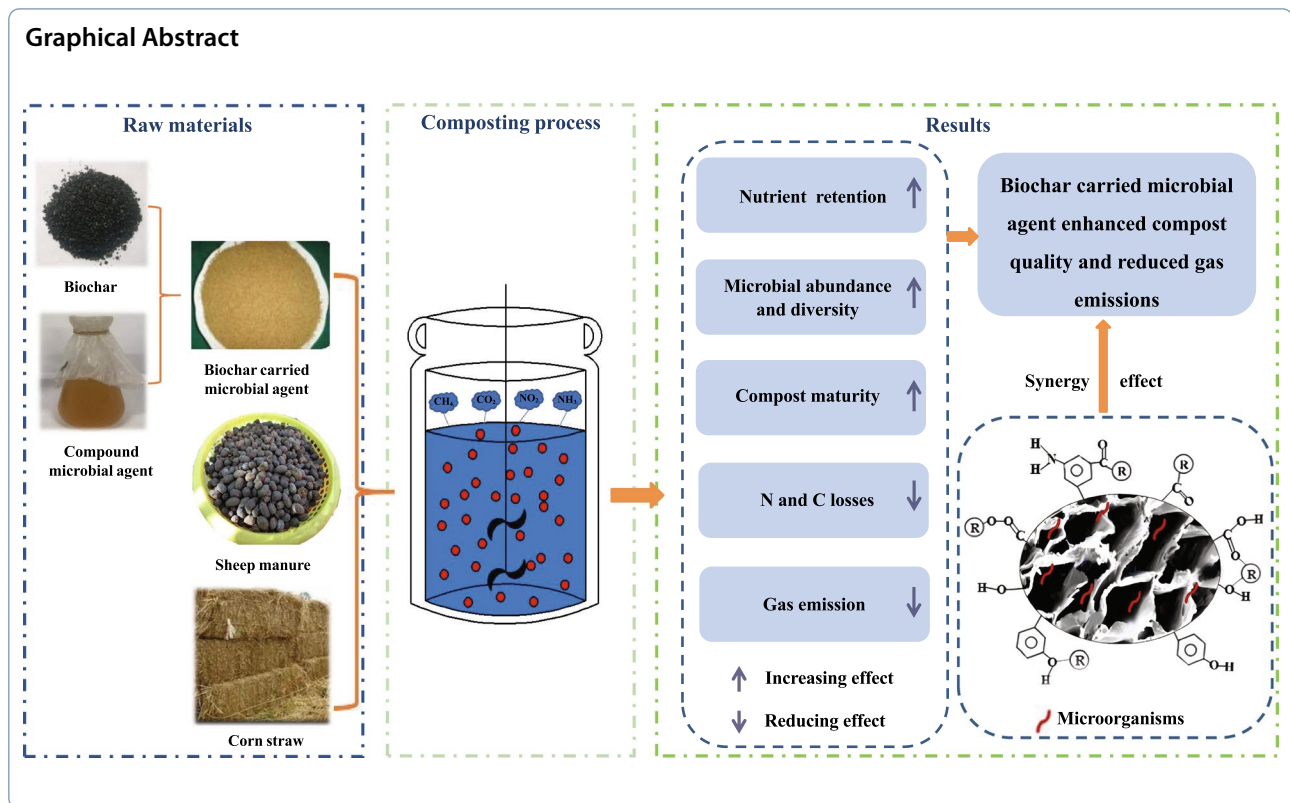 Graphical Abstract
Raw materials
Biochar
Compound
microbial agent
Biochar carried
microbial agent
Sheep manure
Corn straw
Composting process
CH₄ CO₂ NO₂ NH₃
Results
Nutrient retention
Microbial abundance
and diversity
Compost maturity
N and C losses
Gas emission
Increasing effect
Reducing effect
Biochar carried microbial
agent enhanced compost
quality and reduced gas
emissions
Synergy effect
H
H
N
O
C
R
R
C
O
R-O-O
C
C
O-H
O
R
O
H
H-O
O
R
H
O-H
Microorganisms